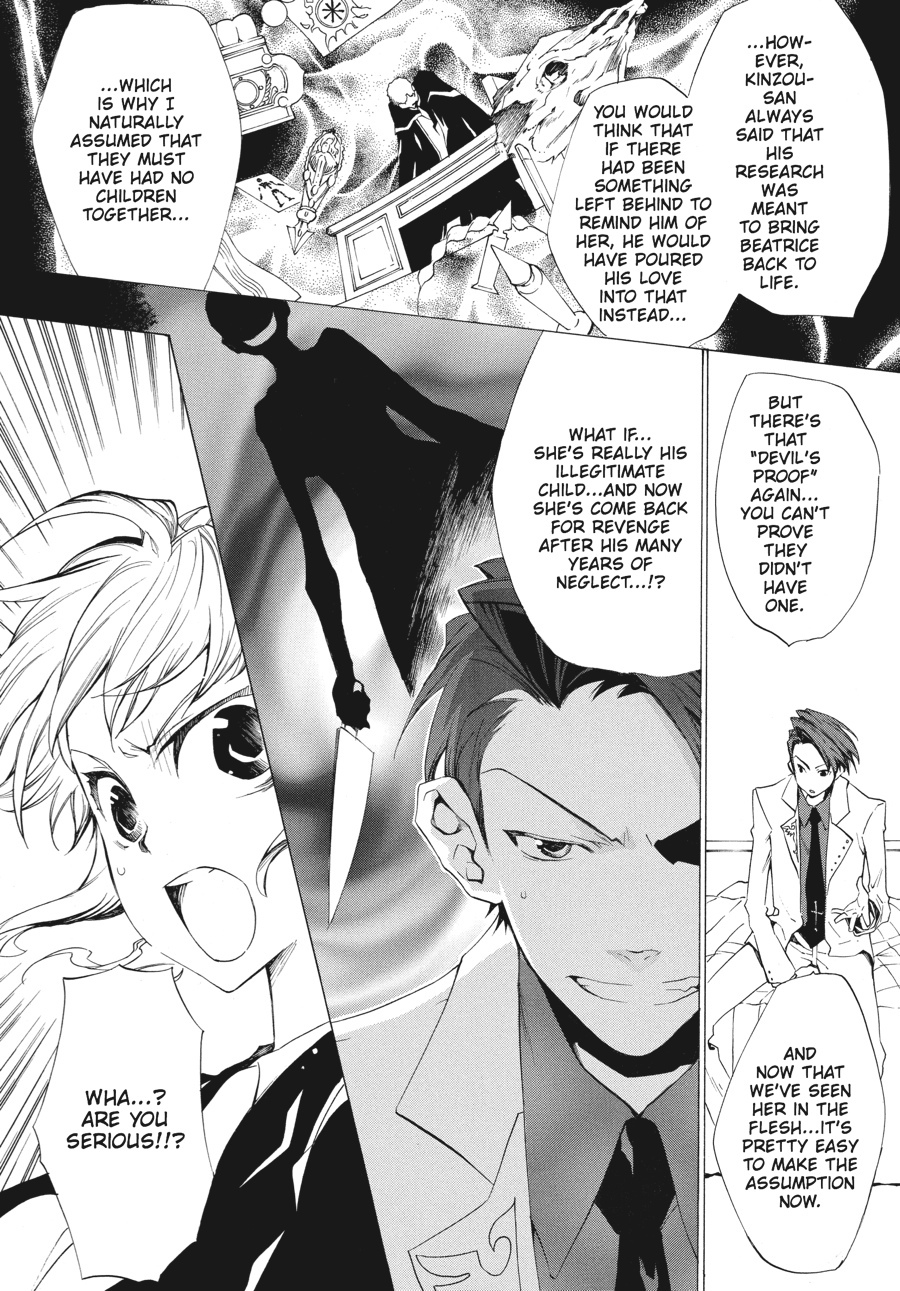 ...HOW-
EVER,
KINZOU-
SAN
ALWAYS
SAID THAT
HIS
RESEARCH
WAS
MEANT
TO BRING
BEATRICE
BACK TO
LIFE.
YOU WOULD
THINK THAT
IF THERE
HAD BEEN
SOMETHING
LEFT BEHIND TO
REMIND HIM OF
HER, HE WOULD
HAVE POURED
HIS LOVE
INTO THAT
INSTEAD...
...WHICH
IS WHY I
NATURALLY
ASSUMED THAT
THEY MUST
HAVE HAD NO
CHILDREN
TOGETHER...
BUT
THERE'S
THAT
"DEVIL'S
PROOF"
AGAIN...
YOU CAN'T
PROVE
THEY
DIDN'T
HAVE
ONE.
AND
NOW THAT
WE'VE SEEN
HER IN THE
FLESH...IT'S
PRETTY EASY
TO MAKE THE
ASSUMPTION
NOW.
WHAT IF...
SHE'S REALLY HIS
ILLEGITIMATE
CHILD...AND NOW
SHE'S COME BACK
FOR REVENGE
AFTER HIS MANY
YEARS OF
NEGLECT...!?
WHA...?
ARE YOU
SERIOUS!!?